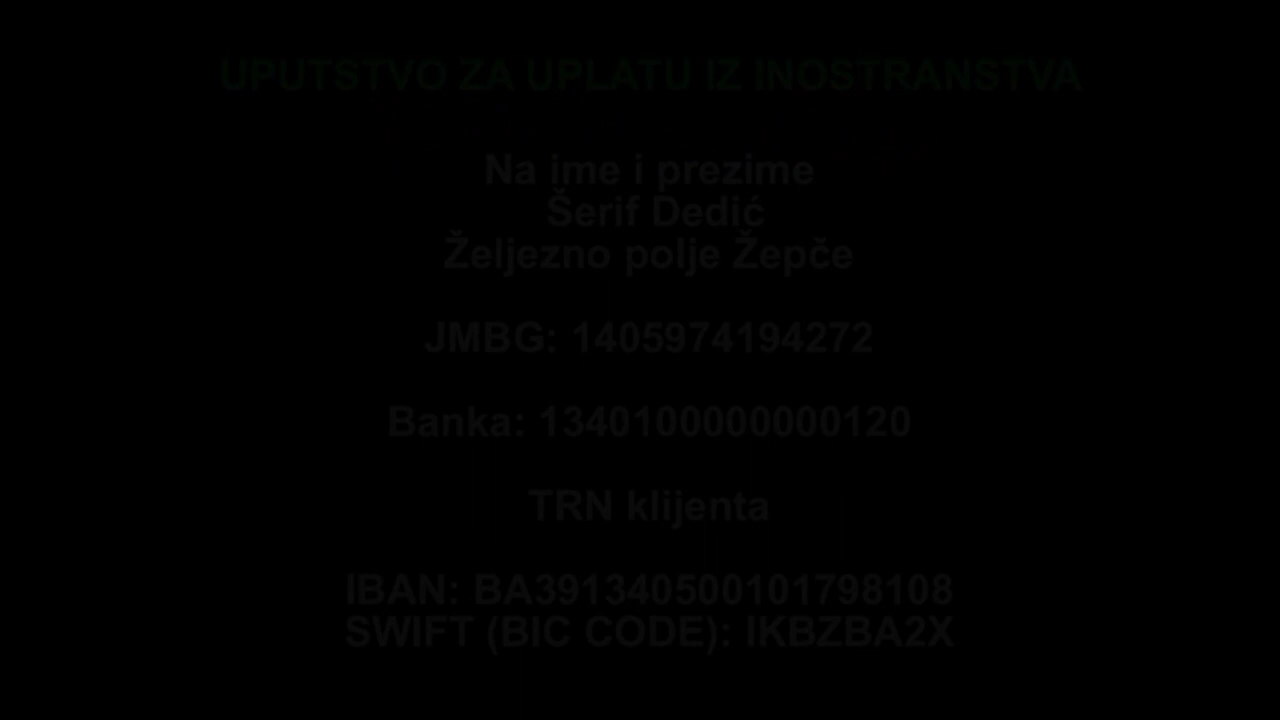 UPUTSTVO ZA UPLATU IZ INOSTRANSTVA
Na ime i prezime
Šerif Dedić
Željezno polje Žepče
JMBG: 1405974194272
Banka: 1340100000000120
TRN klijenta
IBAN: BA391340500101798108
SWIFT (BIC CODE): IKBZBA2X